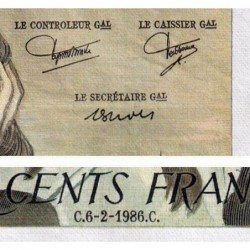 LE CONTROLEUR GAL LE CAISSIER GAL
LE SECRÉTAIRE GAL
CENTS FRAN
C.6-2-1986.C.